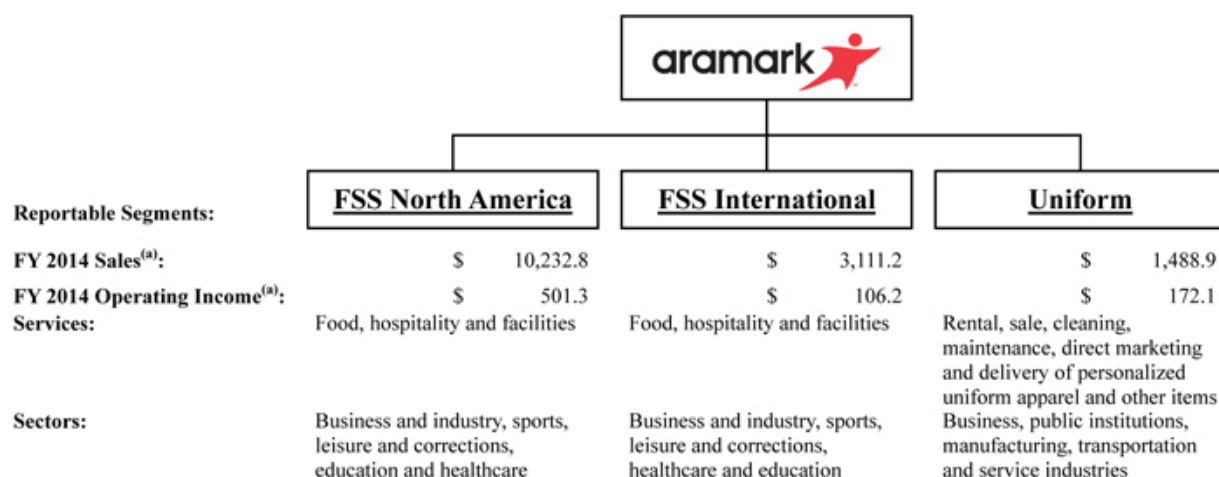 aramark
FSS North America FSS International Uniform
Reportable Segments:
FY 2014 Sales(a): $ 10,232.8 $ 3,111.2 $ 1,488.9
FY 2014 Operating Income(a): $ 501.3 $ 106.2 $ 172.1
Services: Food, hospitality and facilities Food, hospitality and facilities Rental, sale, cleaning,
maintenance, direct marketing
and delivery of personalized
uniform apparel and other items
Sectors: Business and industry, sports, Business and industry, sports, Business, public institutions,
leisure and corrections, leisure and corrections, manufacturing, transportation
education and healthcare healthcare and education and service industries